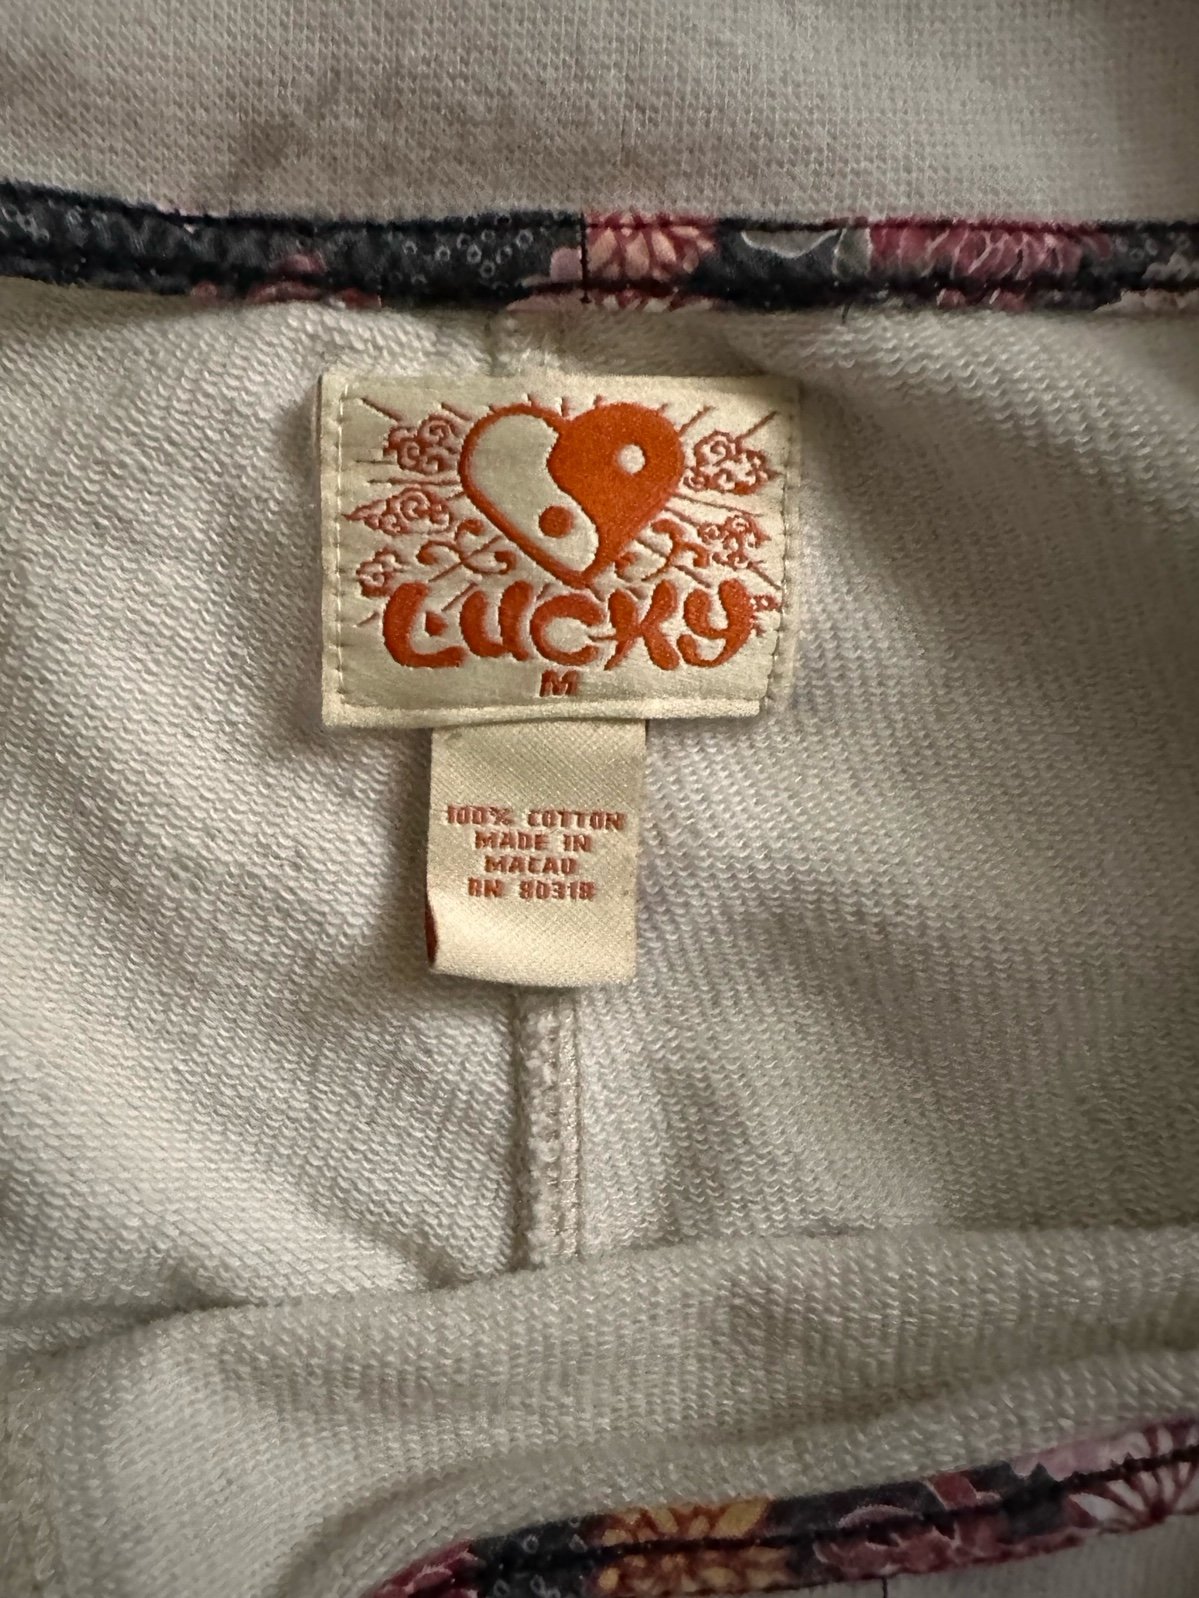 LUCKY
M
100% COTTON
MADE IN
MACAU
RN 80318